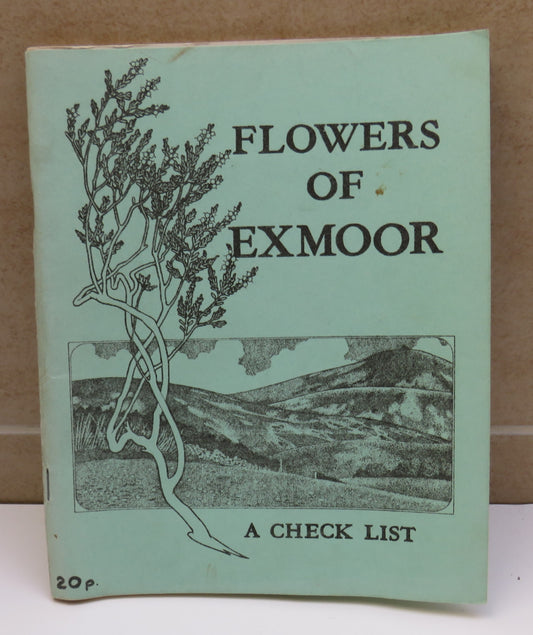 FLOWERS
OF
EXMOOR
A CHECK LIST
20p.